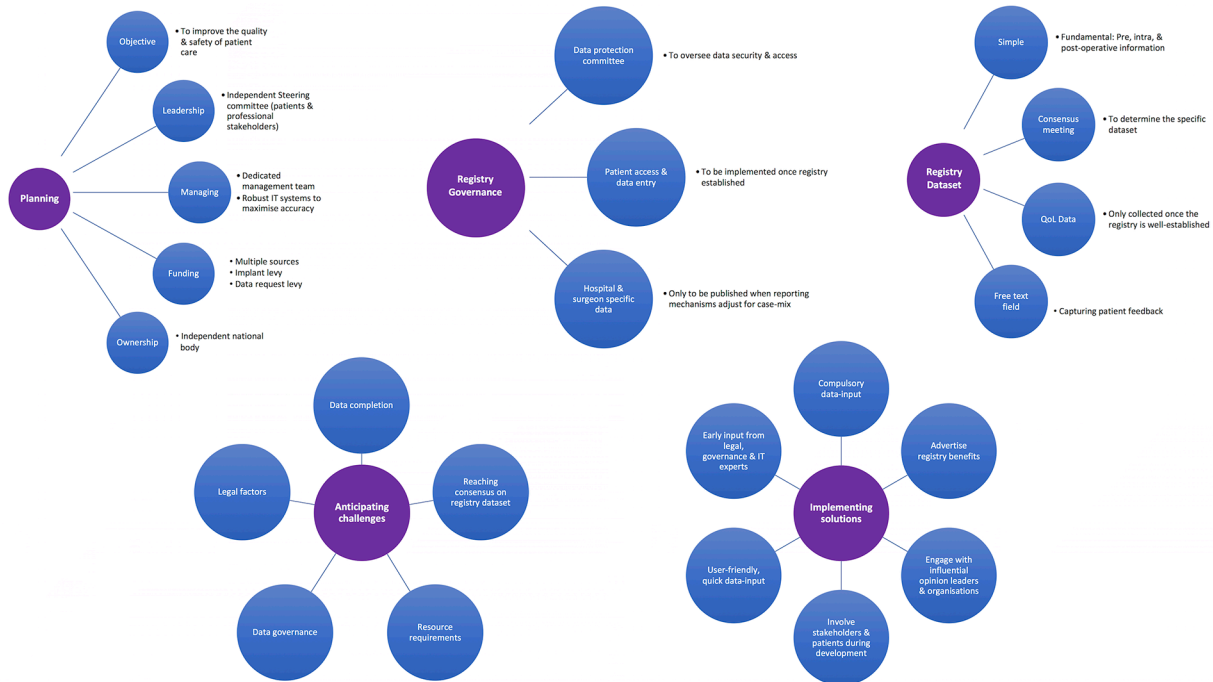 Planning
Objective
• To improve the quality
& safety of patient
care
Leadership
• Independent Steering
committee (patients &
professional
stakeholders)
Managing
• Dedicated
management team
• Robust IT systems to
maximise accuracy
Funding
• Multiple sources
• Implant levy
• Data request levy
Ownership
• Independent national
body
Registry
Governance
Data protection
committee
• To oversee data security & access
Patient access &
data entry
• To be implemented once registry
established
Hospital &
surgeon specific
data
• Only to be published when reporting
mechanisms adjust for case-mix
Registry
Dataset
Simple
• Fundamental: Pre, intra, &
post-operative information
Consensus
meeting
• To determine the specific
dataset
QoL Data
• Only collected once the
registry is well-established
Free text
field
• Capturing patient feedback
Anticipating
challenges
Data completion
Reaching
consensus on
registry dataset
Resource
requirements
Data governance
Legal factors
Implementing
solutions
Compulsory
data-input
Advertise
registry benefits
Engage with
influential
opinion leaders
& organisations
Involve
stakeholders &
patients during
development
User-friendly,
quick data-input
Early input from
legal,
governance & IT
experts